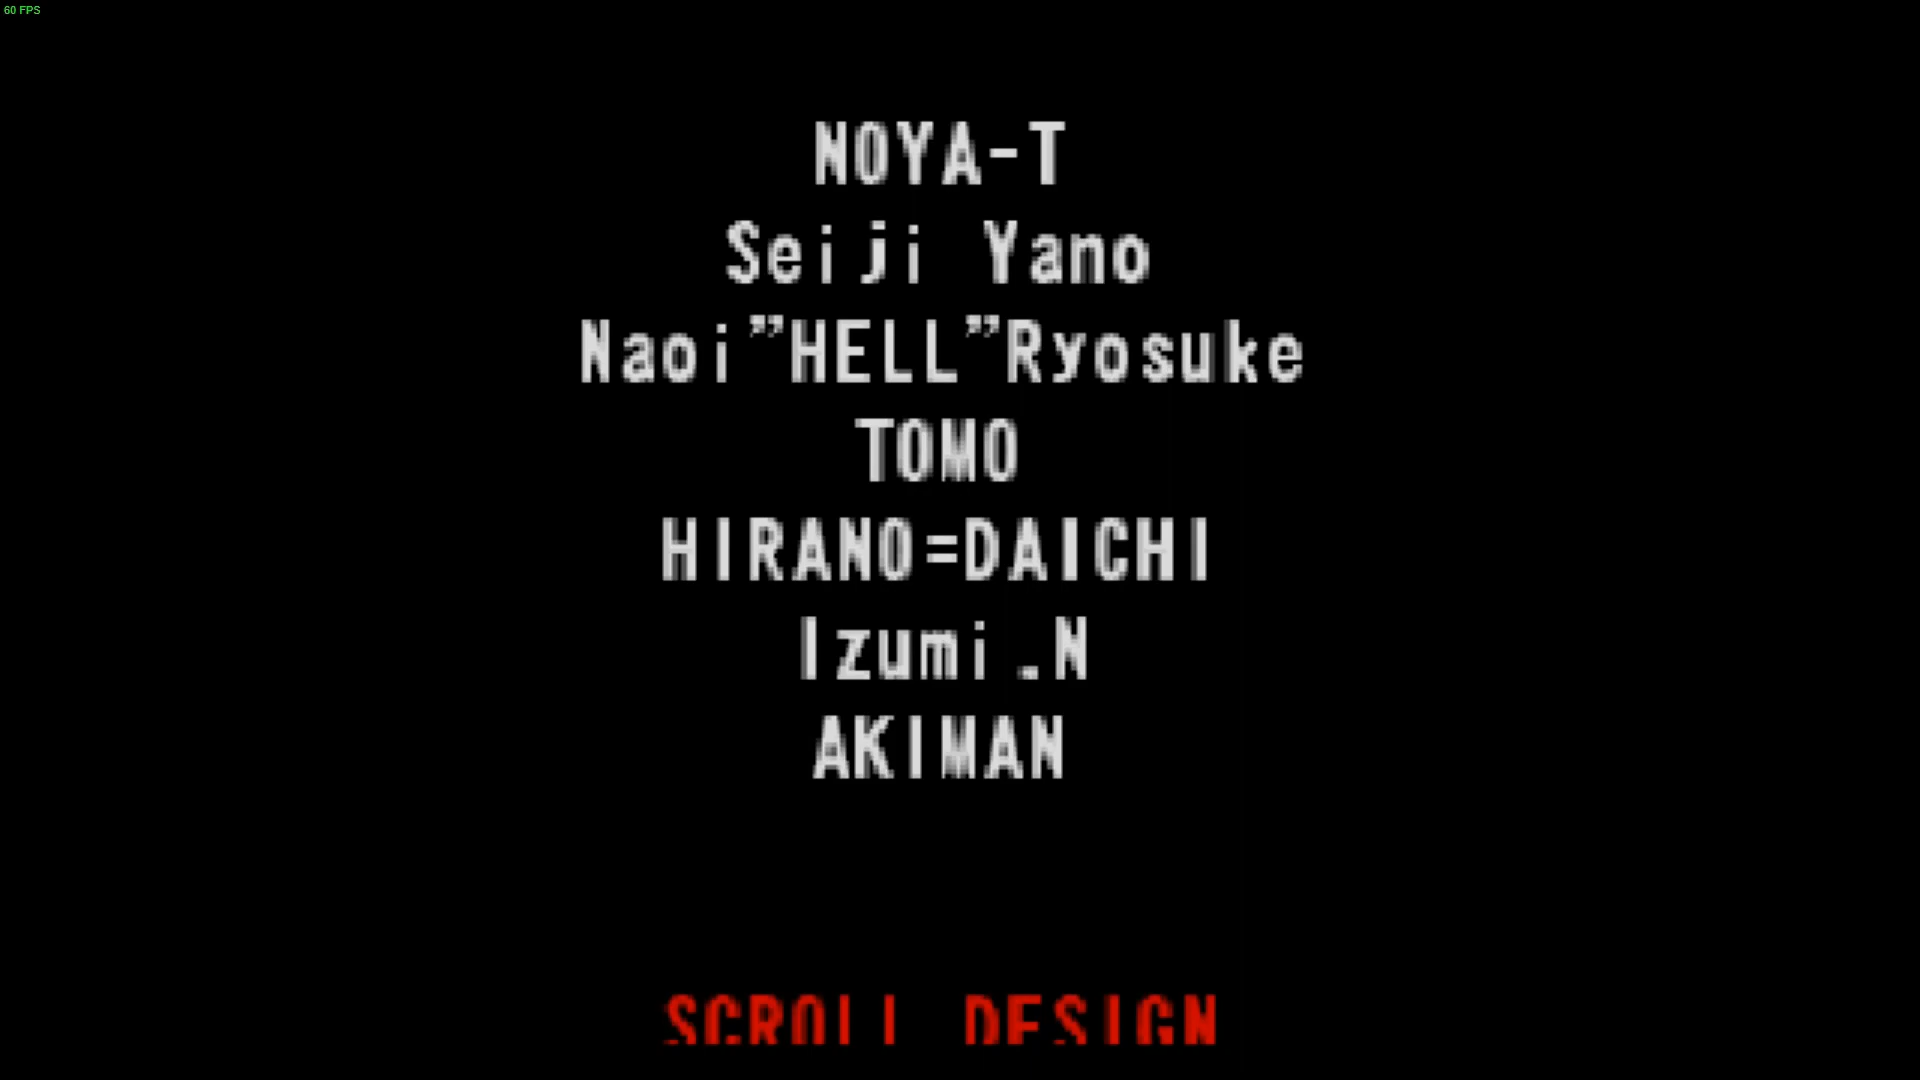 60 FPS
NOYA-T
Seiji Yano
Naoi”HELL”Ryosuke
TOMO
HIRANO=DAICHI
Izumi.N
AKIMAN
SCROLL DESIGN